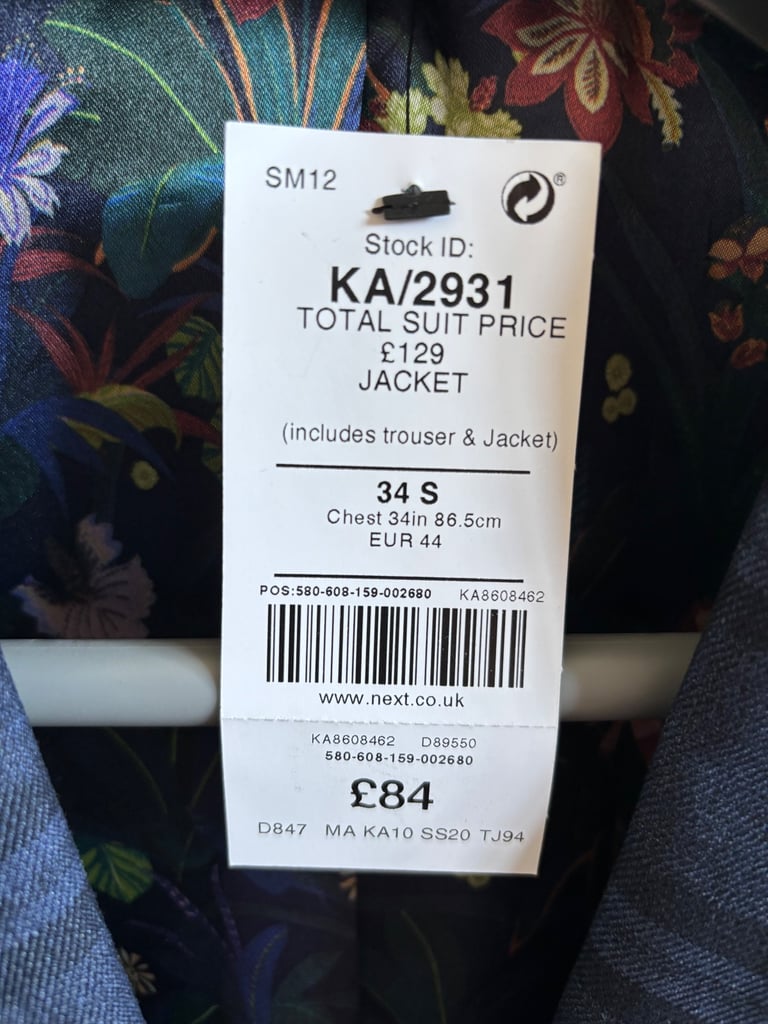 SM12
®
Stock ID:
KA/2931
TOTAL SUIT PRICE
£129
JACKET
(includes trouser & Jacket)
34 S
Chest 34in 86.5cm
EUR 44
POS:580-608-159-002680 KA8608462
www.next.co.uk
KA8608462 D89550
580-608-159-002680
£84
D847 MA KA10 SS20 TJ94